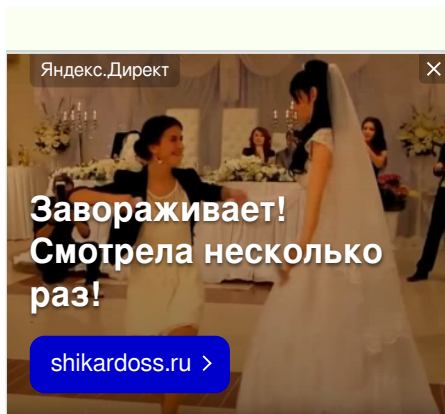 Яндекс.Директ
Завораживает!
Смотрела несколько
раз!
shikardoss.ru